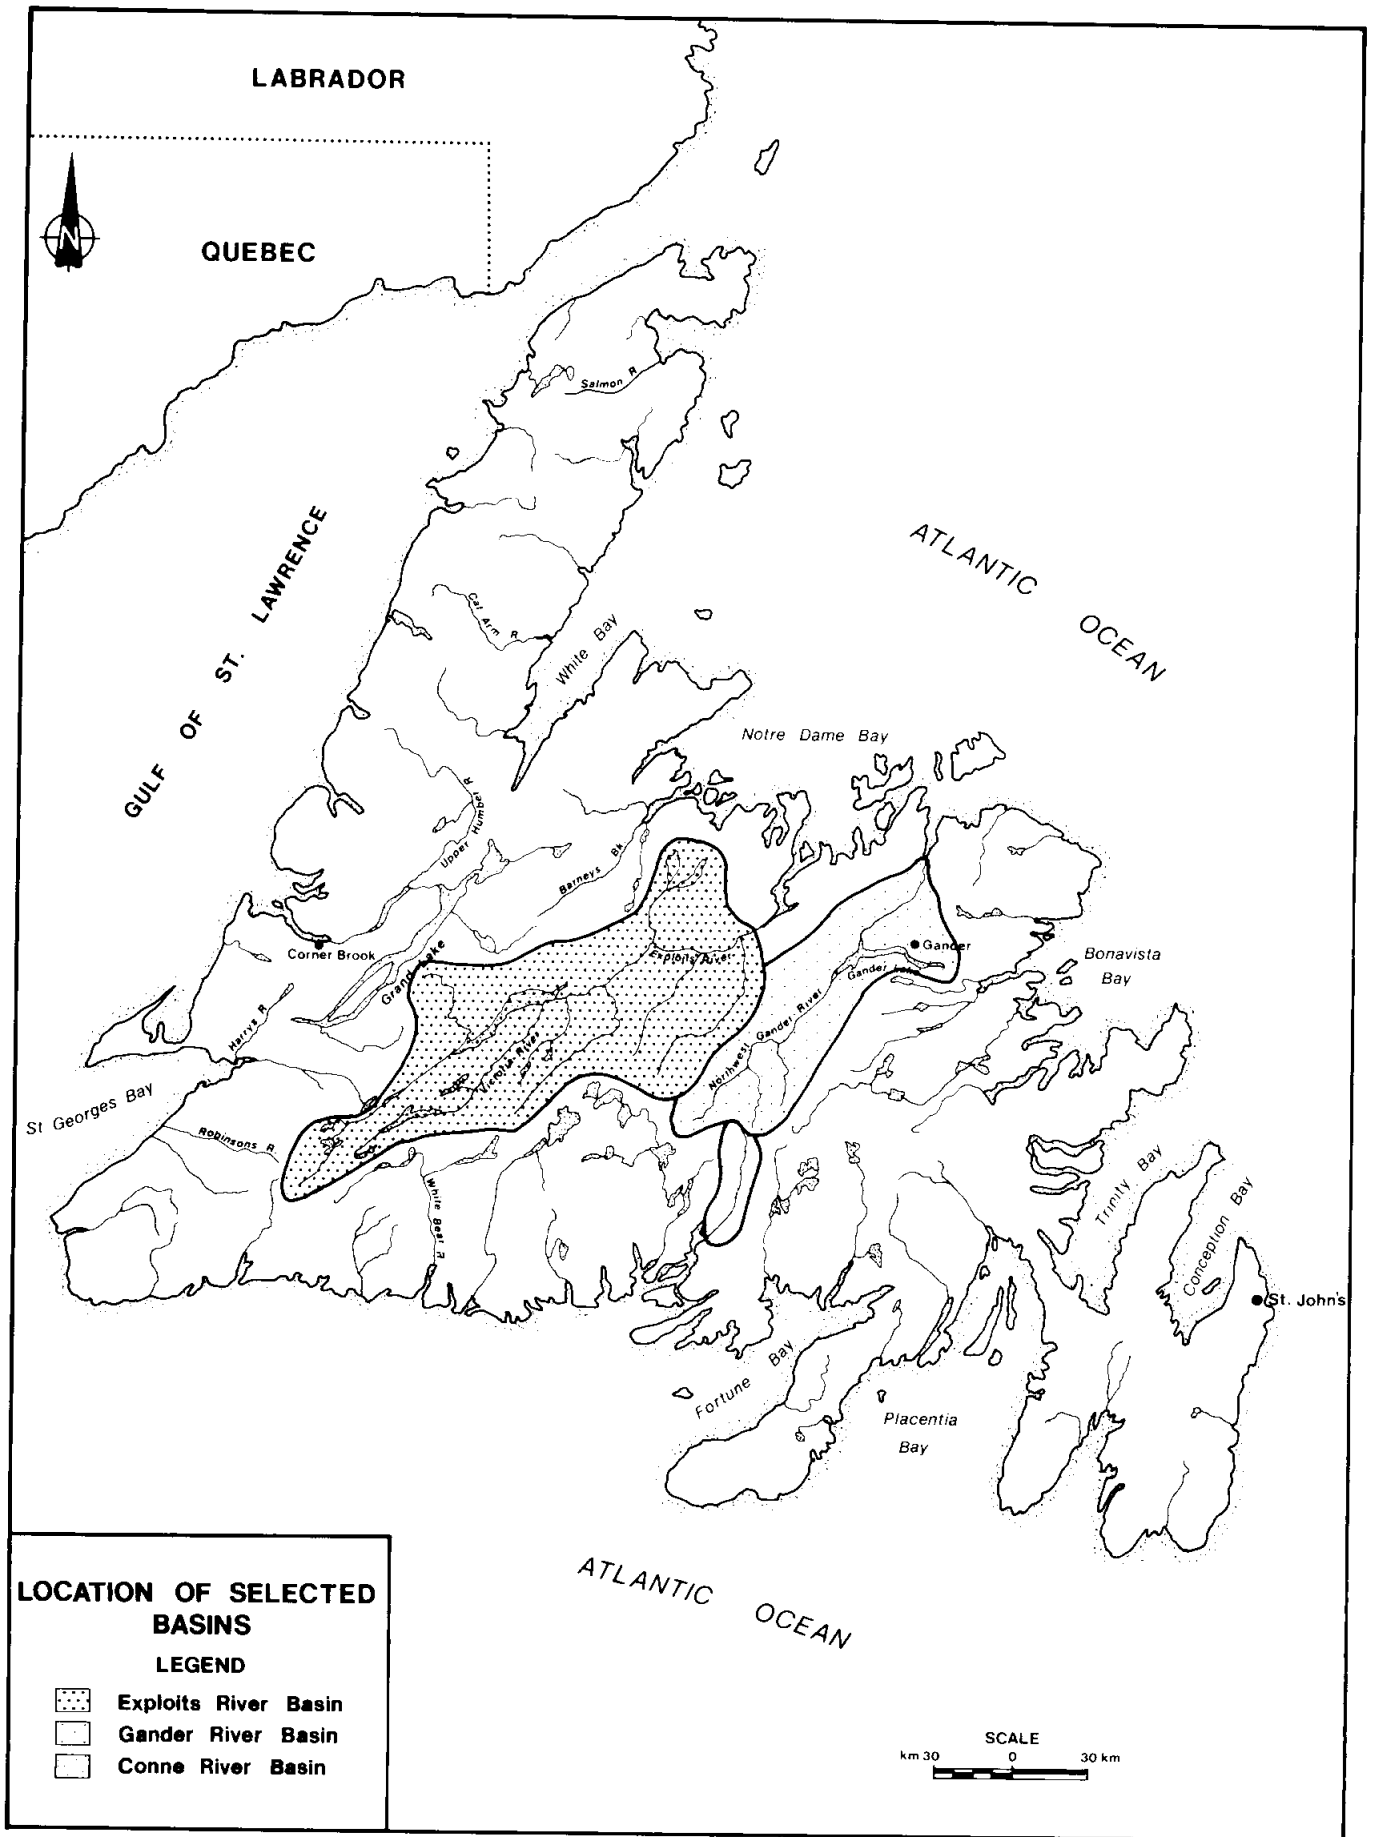 LABRADOR
QUEBEC
N
Salmon R
ATLANTIC OCEAN
GULF OF ST. LAWRENCE
Cat Arm R.
White Bay
Notre Dame Bay
Upper Humber R
Barneys Bk
Corner Brook
Grand Lake
Exploits River
Gander
Gander Lake
Bonavista
Bay
Harrys R
Victoria River
Northwest Gander River
St Georges Bay
Robinsons R
White Bear R.
Trinity Bay
Conception Bay
St. John's
Fortune Bay
Placentia
Bay
ATLANTIC OCEAN
LOCATION OF SELECTED
BASINS
LEGEND
Exploits River Basin
Gander River Basin
Conne River Basin
SCALE
km 30 0 30 km